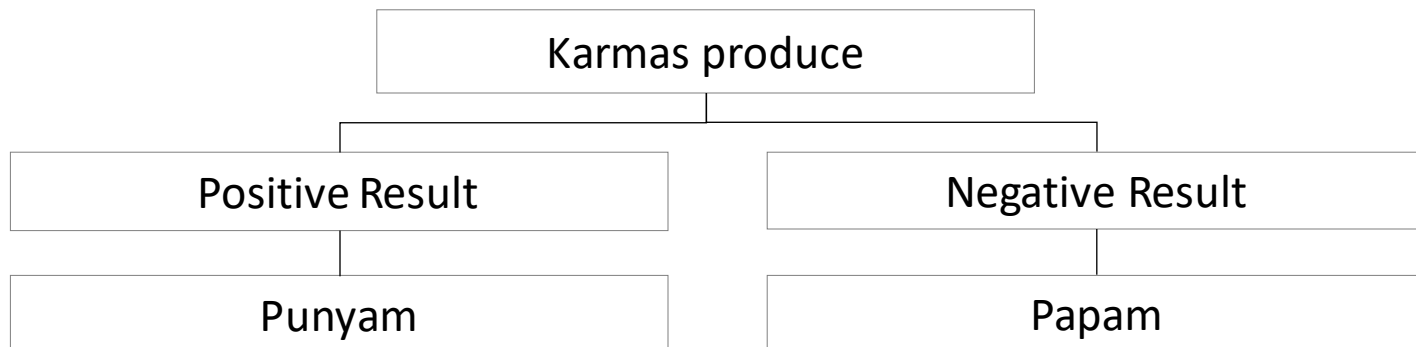 Karmas produce
Positive Result
Negative Result
Punyam
Papam